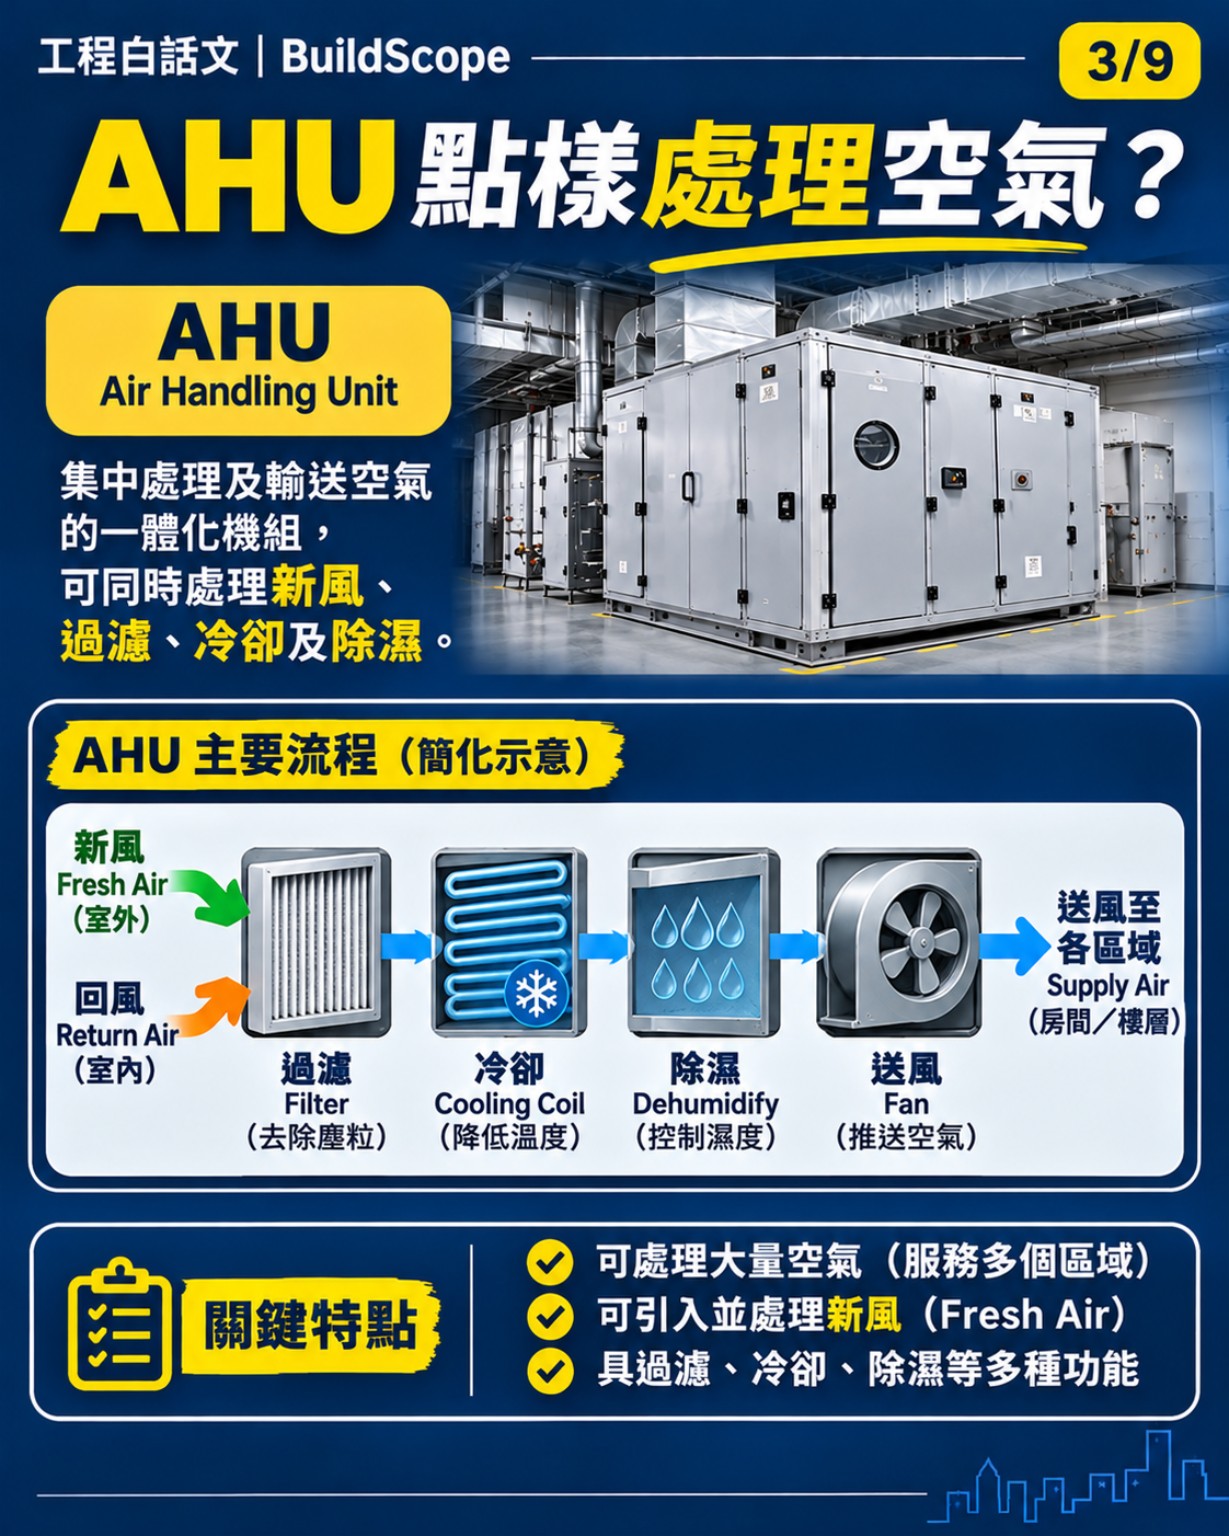 工程白話文｜BuildScope
3/9
AHU 點樣處理空氣？
AHU
Air Handling Unit
集中處理及輸送空氣
的一體化機組，
可同時處理新風、
過濾、冷卻及除濕。
AHU 主要流程（簡化示意）
新風
Fresh Air
（室外）
回風
Return Air
（室內）
過濾
Filter
（去除塵粒）
冷卻
Cooling Coil
（降低溫度）
除濕
Dehumidify
（控制濕度）
送風
Fan
（推送空氣）
送風至
各區域
Supply Air
（房間／樓層）
關鍵特點
可處理大量空氣（服務多個區域）
可引入並處理新風（Fresh Air）
具過濾、冷卻、除濕等多種功能